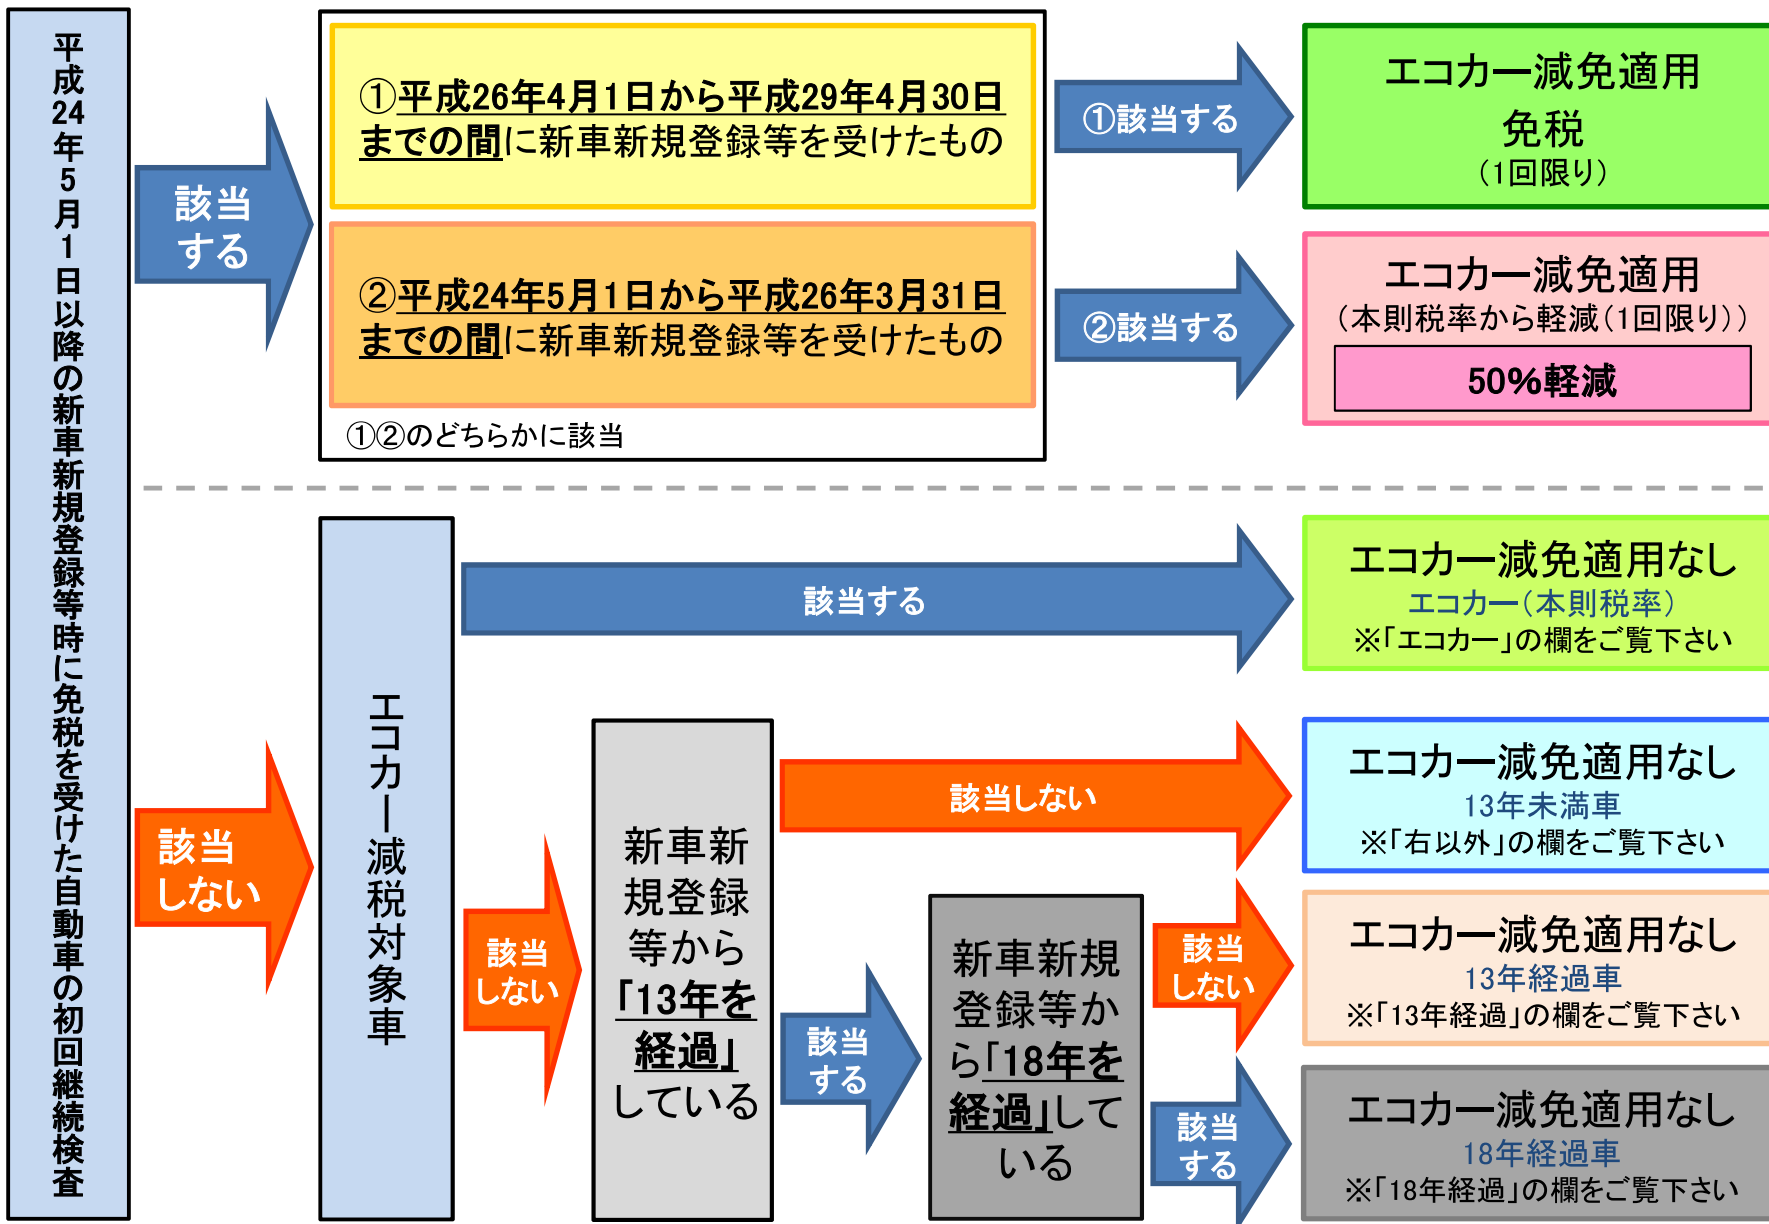 平成24年5月1日以降の新車新規登録等時に免税を受けた自動車の初回継続検査
該当
する
①平成26年4月1日から平成29年4月30日
までの間に新車新規登録等を受けたもの
②平成24年5月1日から平成26年3月31日
までの間に新車新規登録等を受けたもの
①②のどちらかに該当
①該当する
エコカー減免適用
免税
(1回限り)
②該当する
エコカー減免適用
(本則税率から軽減(1回限り))
50%軽減
該当
しない
エコカー減税対象車
該当する
エコカー減免適用なし
エコカー(本則税率)
※「エコカー」の欄をご覧下さい
該当
しない
新車新
規登録
等から
「13年を
経過」
している
該当しない
エコカー減免適用なし
13年未満車
※「右以外」の欄をご覧下さい
該当
する
新車新規
登録等か
ら「18年を
経過」して
いる
該当
しない
エコカー減免適用なし
13年経過車
※「13年経過」の欄をご覧下さい
該当
する
エコカー減免適用なし
18年経過車
※「18年経過」の欄をご覧下さい